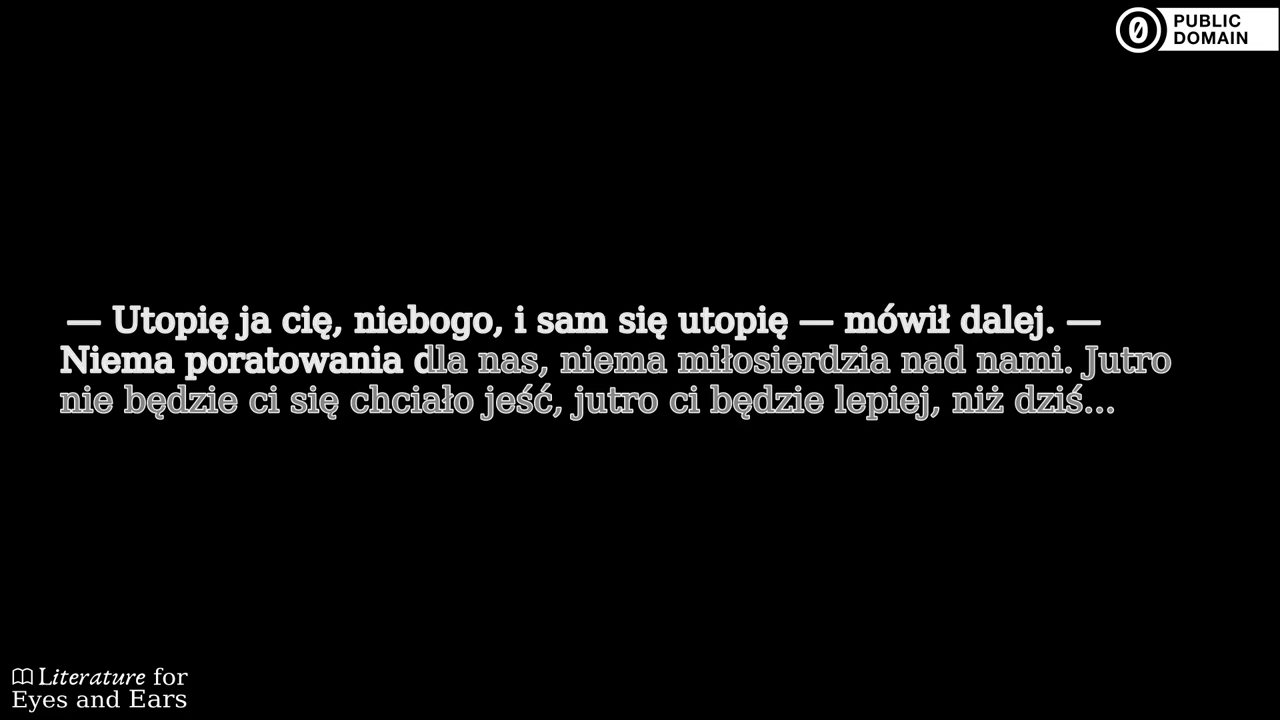 PUBLIC
DOMAIN
— Utopię ja cię, niebogo, i sam się utopię — mówił dalej. —
Niema poratowania dla nas, niema miłosierdzia nad nami. Jutro
nie będzie ci się chciało jeść, jutro ci będzie lepiej, niż dziś...
Literature for
Eyes and Ears